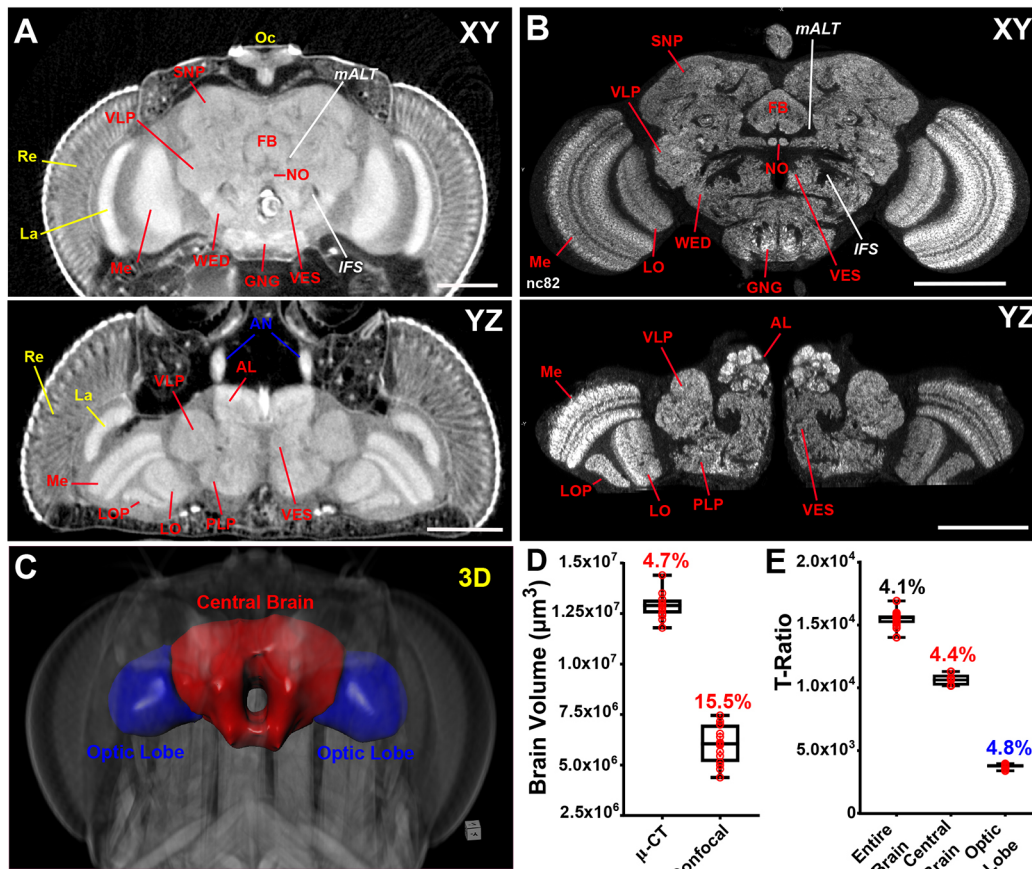 A
XY
Oc
SNP
mALT
VLP
FB
Re
NO
La
Me
WED
GNG
VES
IFS
B
XY
mALT
SNP
VLP
FB
NO
WED
LO
Me
GNG
VES
IFS
nc82
YZ
AN
Re
AL
VLP
La
Me
LOP
LO
PLP
VES
YZ
AL
VLP
Me
LOP
LO
PLP
VES
C
3D
Central Brain
Optic Lobe
Optic Lobe
D
Brain Volume (µm³)
1.5x10⁷
1.25x10⁷
1.0x10⁷
7.5x10⁶
5.0x10⁶
2.5x10⁶
4.7%
15.5%
µ-CT
Confocal
E
T-Ratio
2.0x10⁴
1.5x10⁴
1.0x10⁴
5.0x10³
0
4.1%
4.4%
4.8%
Entire
Brain
Central
Brain
Optic
Lobe